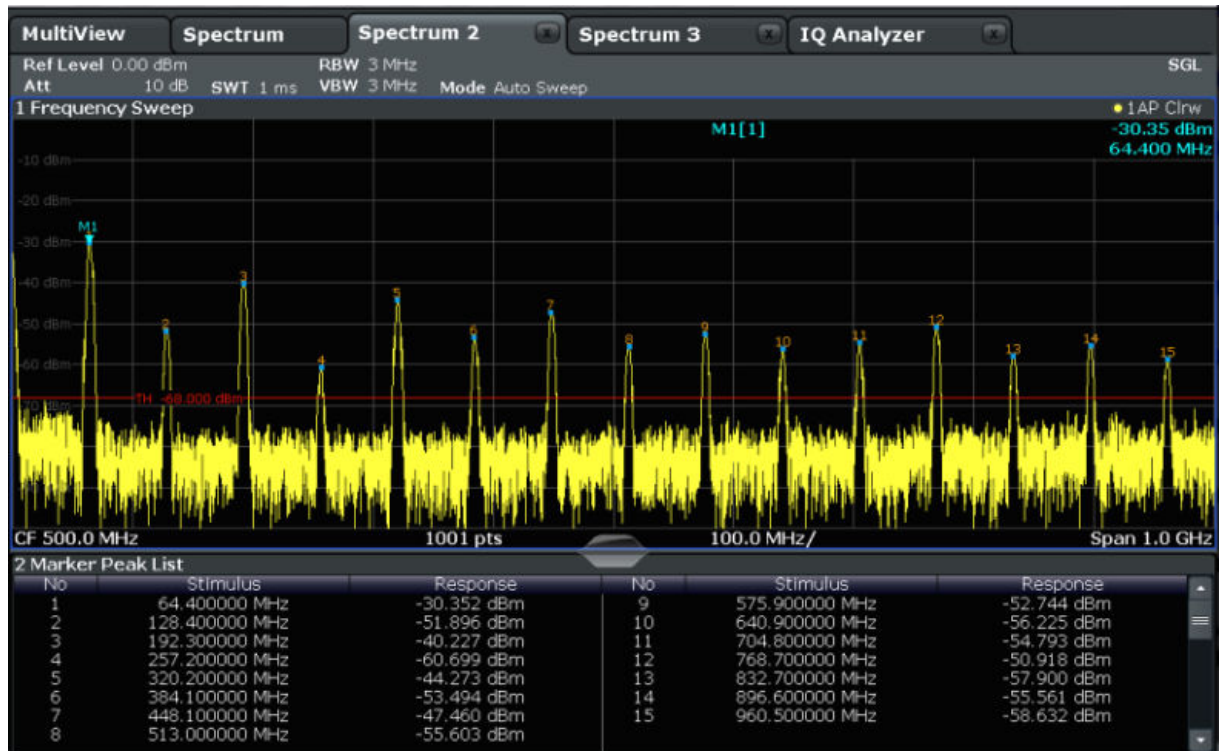 MultiView Spectrum Spectrum 2 x Spectrum 3 x IQ Analyzer x
Ref Level 0.00 dBm RBW 3 MHz SGL
Att 10 dB SWT 1 ms VBW 3 MHz Mode Auto Sweep
1 Frequency Sweep 1AP Clrw
M1[1] -30.35 dBm
64.400 MHz
-10 dBm
-20 dBm
M1
-30 dBm
-40 dBm
-50 dBm
-60 dBm
-70 dBm
TH -68.000 dBm
1 2 3 4 5 6 7 8 9 10 11 12 13 14 15
CF 500.0 MHz 1001 pts 100.0 MHz/ Span 1.0 GHz
2 Marker Peak List
No Stimulus Response No Stimulus Response
1 64.400000 MHz -30.352 dBm 9 575.900000 MHz -52.744 dBm
2 128.400000 MHz -51.896 dBm 10 640.900000 MHz -56.225 dBm
3 192.300000 MHz -40.227 dBm 11 704.800000 MHz -54.793 dBm
4 257.200000 MHz -60.699 dBm 12 768.700000 MHz -50.918 dBm
5 320.200000 MHz -44.273 dBm 13 832.700000 MHz -57.900 dBm
6 384.100000 MHz -53.494 dBm 14 896.600000 MHz -55.561 dBm
7 448.100000 MHz -47.460 dBm 15 960.500000 MHz -58.632 dBm
8 513.000000 MHz -55.603 dBm